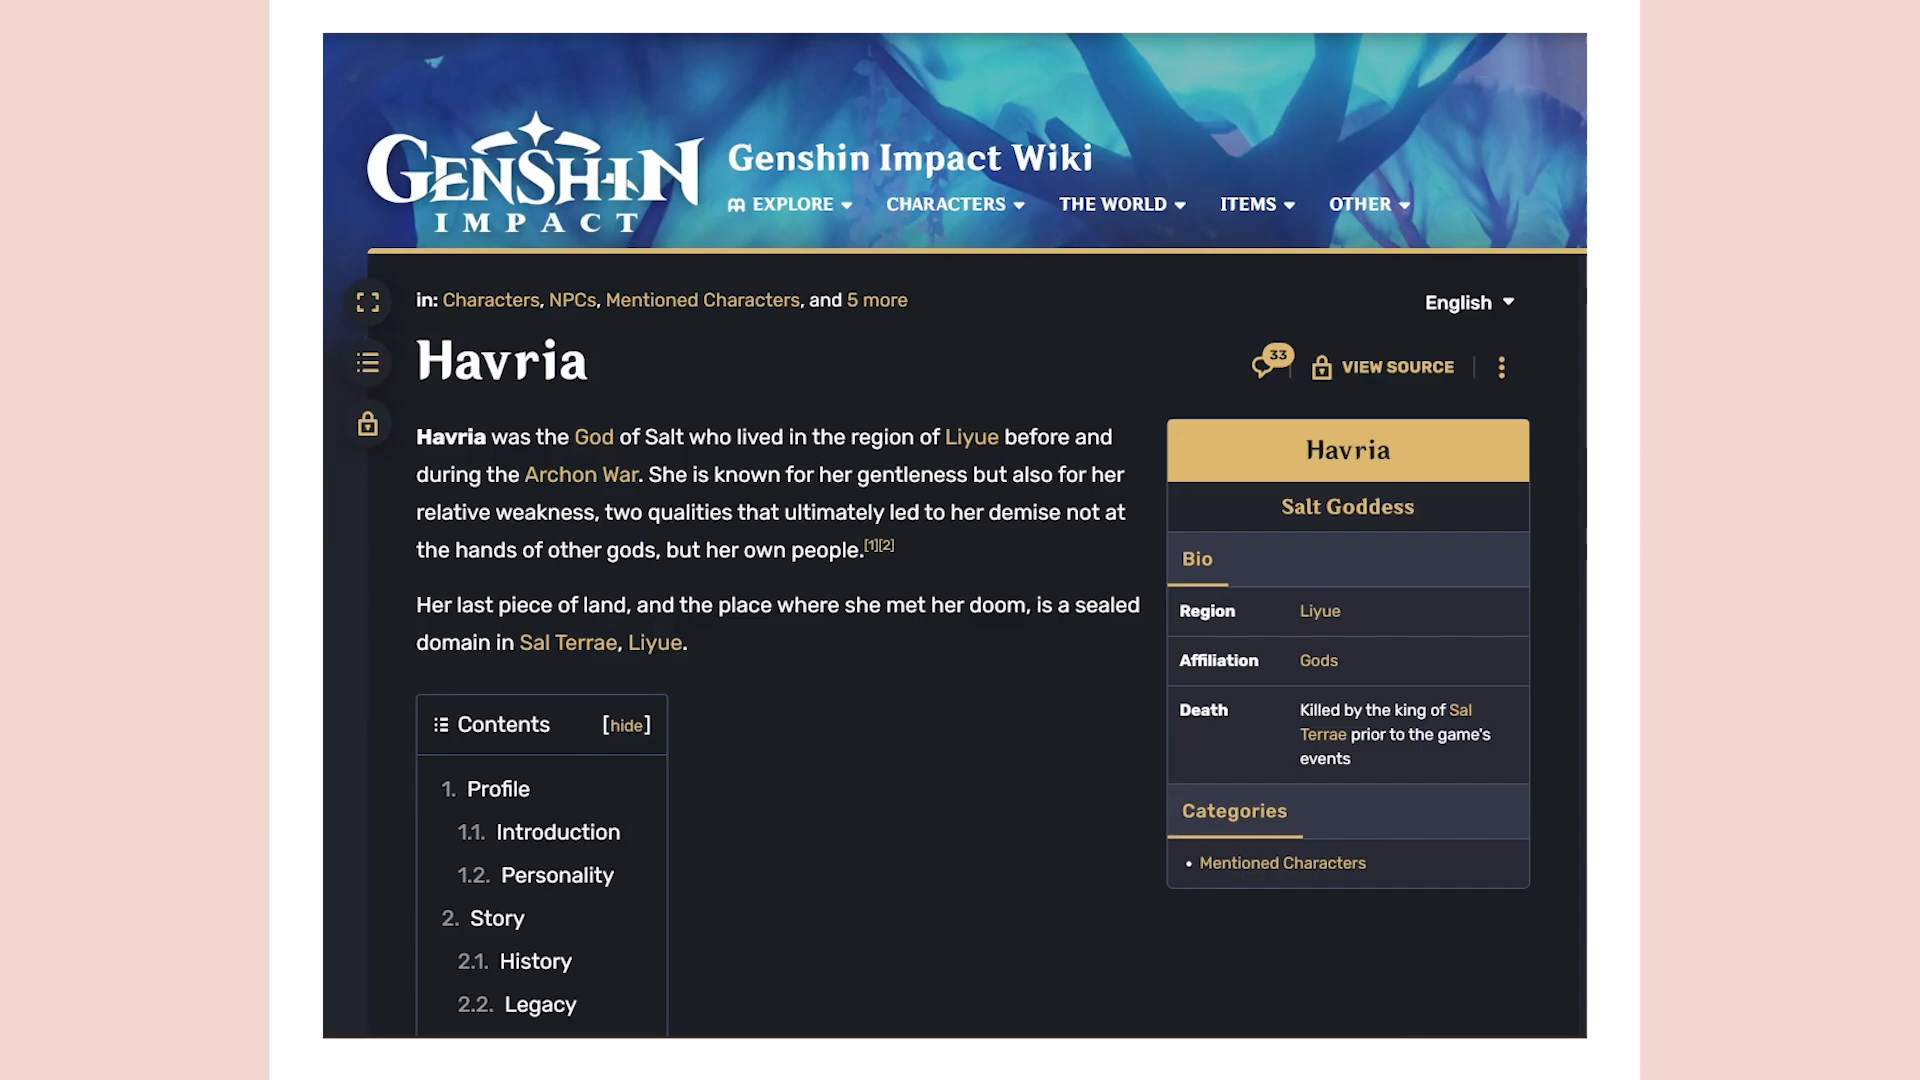 GENSHIN
IMPACT
Genshin Impact Wiki
EXPLORE CHARACTERS THE WORLD ITEMS OTHER
in: Characters, NPCs, Mentioned Characters, and 5 more
English
Havria
33
VIEW SOURCE
Havria was the God of Salt who lived in the region of Liyue before and
during the Archon War. She is known for her gentleness but also for her
relative weakness, two qualities that ultimately led to her demise not at
the hands of other gods, but her own people.[1][2]
Her last piece of land, and the place where she met her doom, is a sealed
domain in Sal Terrae, Liyue.
Contents [hide]
1. Profile
1.1. Introduction
1.2. Personality
2. Story
2.1. History
2.2. Legacy
Havria
Salt Goddess
Bio
Region Liyue
Affiliation Gods
Death Killed by the king of Sal
Terrae prior to the game's
events
Categories
• Mentioned Characters